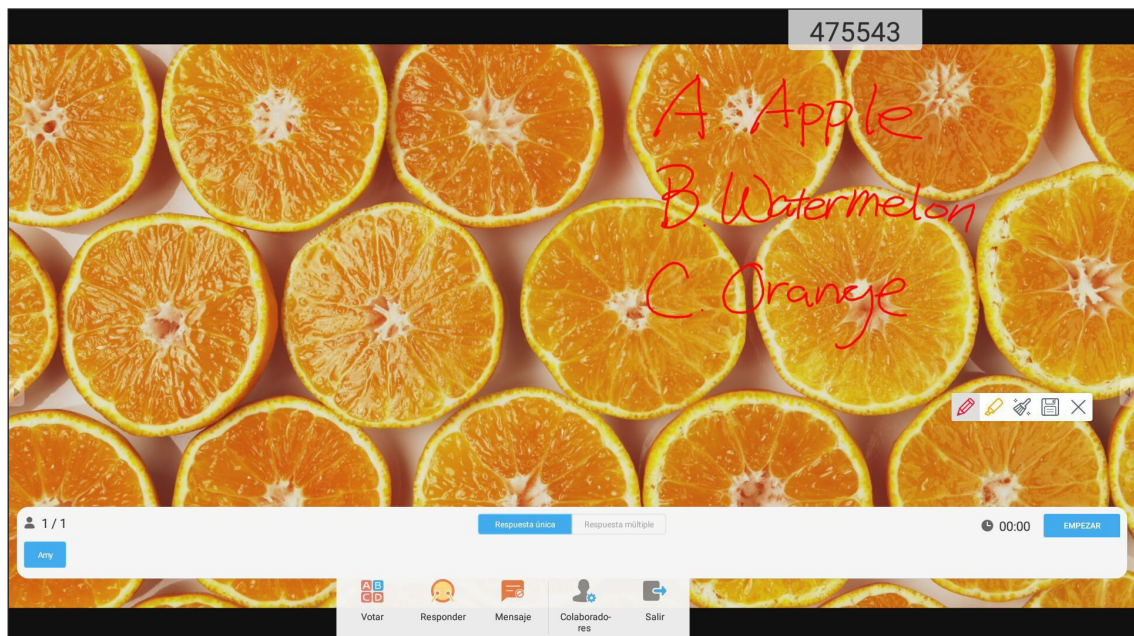 475543
A. Apple
B. Watermelon
C. Orange
1 / 1
Respuesta única
Respuesta múltiple
00:00
EMPEZAR
Amy
Votar
Responder
Mensaje
Colaborado-
res
Salir